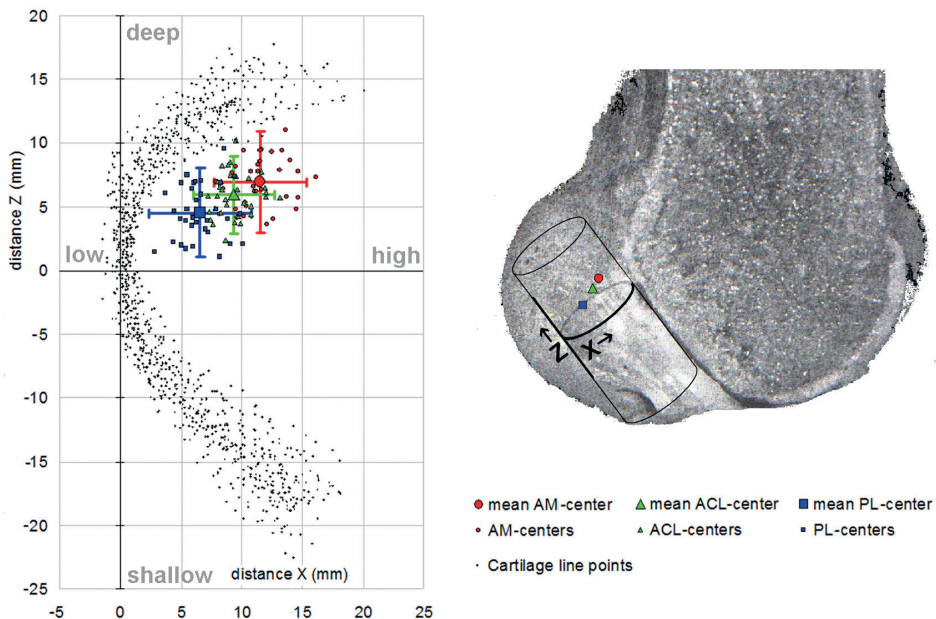 20
deep
15
10
5
low
high
0
-5
-10
-15
-20
shallow
distance X (mm)
-25
-5
0
5
10
15
20
25
distance Z (mm)
Z
X
mean AM-center
mean ACL-center
mean PL-center
AM-centers
ACL-centers
PL-centers
Cartilage line points